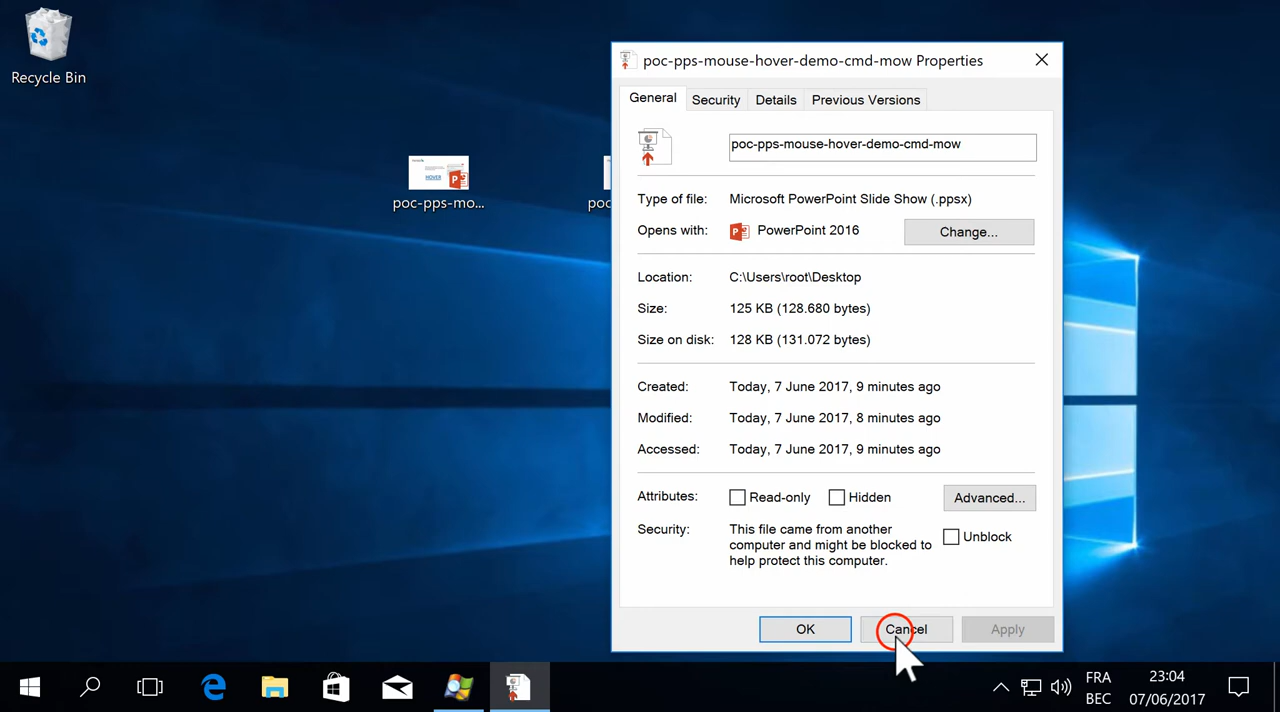 Recycle Bin
poc-pps-mo...
HOVER
poc
poc-pps-mouse-hover-demo-cmd-mow Properties
General
Security
Details
Previous Versions
poc-pps-mouse-hover-demo-cmd-mow
Type of file:
Microsoft PowerPoint Slide Show (.ppsx)
Opens with:
PowerPoint 2016
Change...
Location:
C:\Users\root\Desktop
Size:
125 KB (128.680 bytes)
Size on disk:
128 KB (131.072 bytes)
Created:
Today, 7 June 2017, 9 minutes ago
Modified:
Today, 7 June 2017, 8 minutes ago
Accessed:
Today, 7 June 2017, 9 minutes ago
Attributes:
Read-only
Hidden
Advanced...
Security:
This file came from another
computer and might be blocked to
help protect this computer.
Unblock
OK
Cancel
Apply
FRA
BEC
23:04
07/06/2017